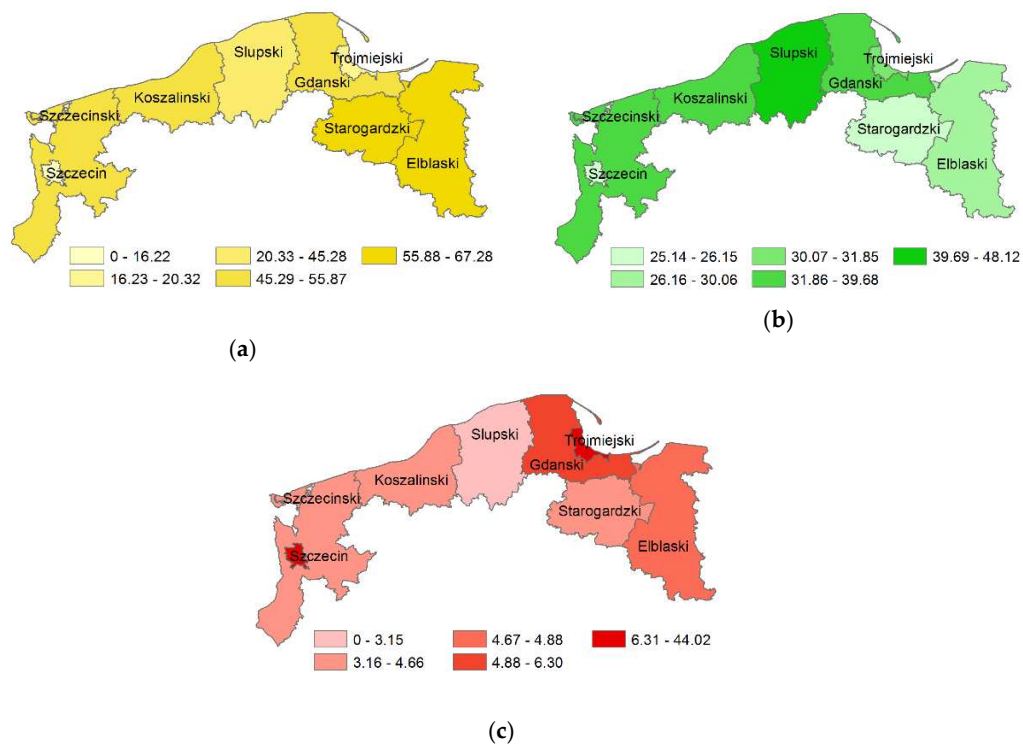 Slupski
Trojmiejski
Gdanski
Koszalinski
Szczecinski
Starogardzki
Elblaski
Szczecin
0 - 16.22
20.33 - 45.28
55.88 - 67.28
16.23 - 20.32
45.29 - 55.87
(a)
Slupski
Trojmiejski
Gdanski
Koszalinski
Szczecinski
Starogardzki
Elblaski
Szczecin
25.14 - 26.15
30.07 - 31.85
39.69 - 48.12
26.16 - 30.06
31.86 - 39.68
(b)
Slupski
Trojmiejski
Gdanski
Koszalinski
Szczecinski
Starogardzki
Elblaski
Szczecin
0 - 3.15
4.67 - 4.88
6.31 - 44.02
3.16 - 4.66
4.88 - 6.30
(c)